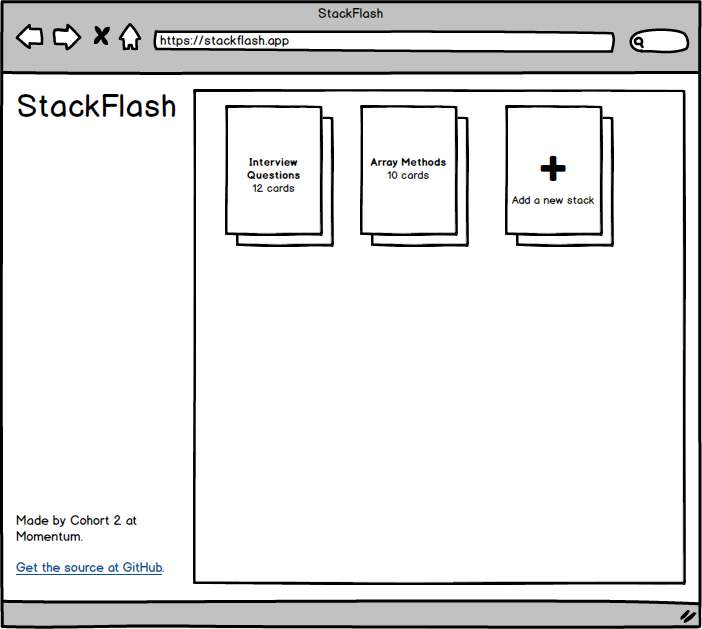 StackFlash
https://stackflash.app
StackFlash
Interview
Questions
12 cards
Array Methods
10 cards
Add a new stack
Made by Cohort 2 at
Momentum.
Get the source at GitHub.